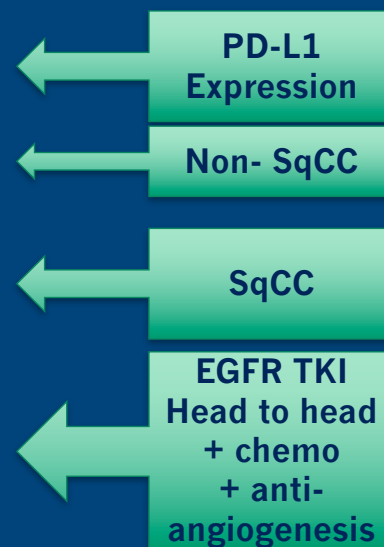 PD-L1
Expression
Non- SqCC
SqCC
EGFR TKI
Head to head
+ chemo
+ anti-
angiogenesis